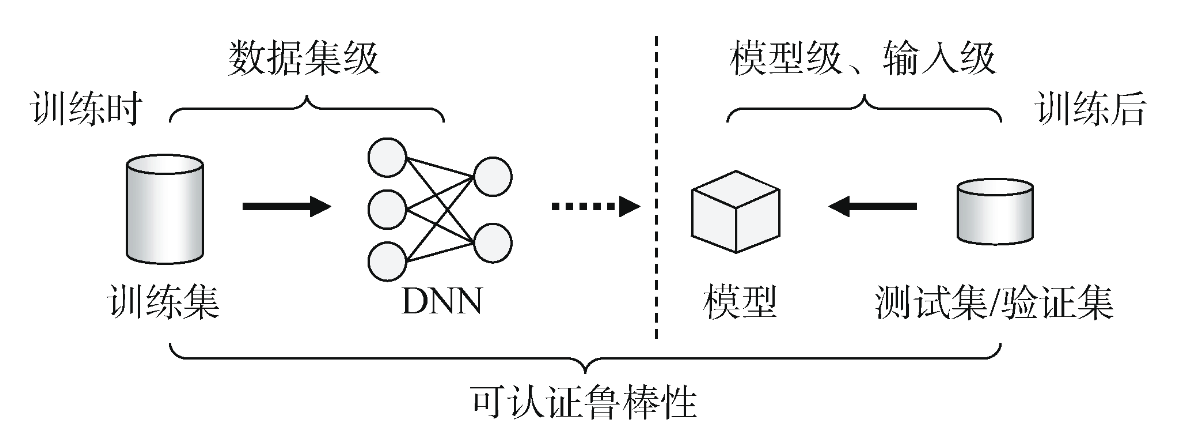 数据集级
模型级、输入级
训练时
训练后
训练集
DNN
模型
测试集/验证集
可认证鲁棒性